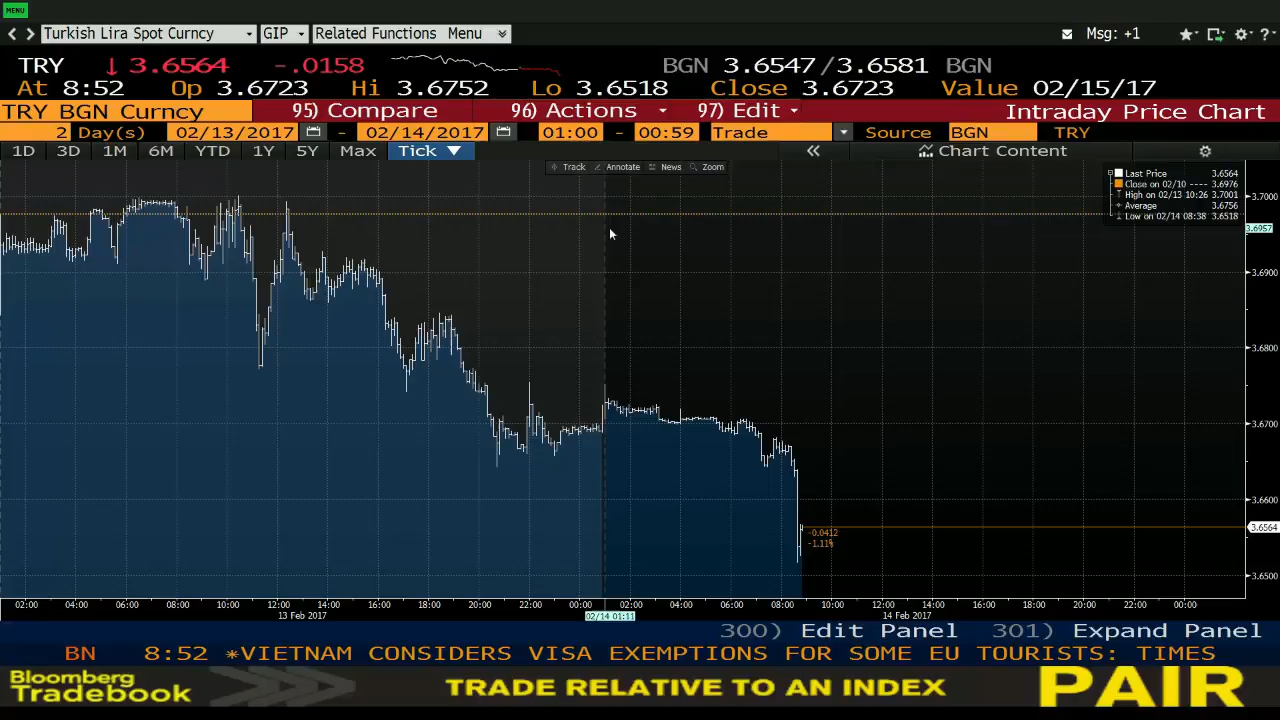 MENU
Turkish Lira Spot Curncy GIP Related Functions Menu Msg: +1
TRY 3.6564 -.0158 BGN 3.6547/3.6581 BGN
At 8:52 Op 3.6723 Hi 3.6752 Lo 3.6518 Close 3.6723 Value 02/15/17
TRY BGN Curncy 95) Compare 96) Actions 97) Edit Intraday Price Chart
2 Day(s) 02/13/2017 - 02/14/2017 01:00 - 00:59 Trade Source BGN TRY
1D 3D 1M 6M YTD 1Y 5Y Max Tick Chart Content
Track Annotate News Zoom
Last Price 3.6564
Close on 02/10 ---- 3.6976
High on 02/13 10:26 3.7001
Average 3.6756
Low on 02/14 08:38 3.6518
3.7000
3.6957
3.6900
3.6800
3.6700
3.6600
3.6564
-0.0412
-1.11%
3.6500
02:00 04:00 06:00 08:00 10:00 12:00 14:00 16:00 18:00 20:00 22:00 00:00 02:00 04:00 06:00 08:00 10:00 12:00 14:00 16:00 18:00 20:00 22:00 00:00
13 Feb 2017 02/14 01:11 14 Feb 2017
300) Edit Panel 301) Expand Panel
BN 8:52 *VIETNAM CONSIDERS VISA EXEMPTIONS FOR SOME EU TOURISTS: TIMES
Bloomberg
Tradebook
TRADE RELATIVE TO AN INDEX
PAIR